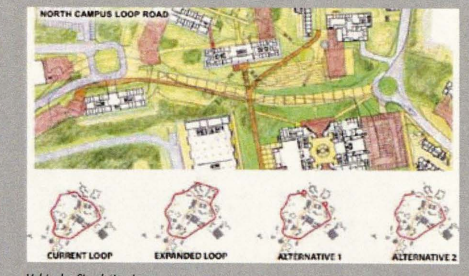 NORTH CAMPUS LOOP ROAD
CURRENT LOOP
EXPANDED LOOP
ALTERNATIVE 1
ALTERNATIVE 2